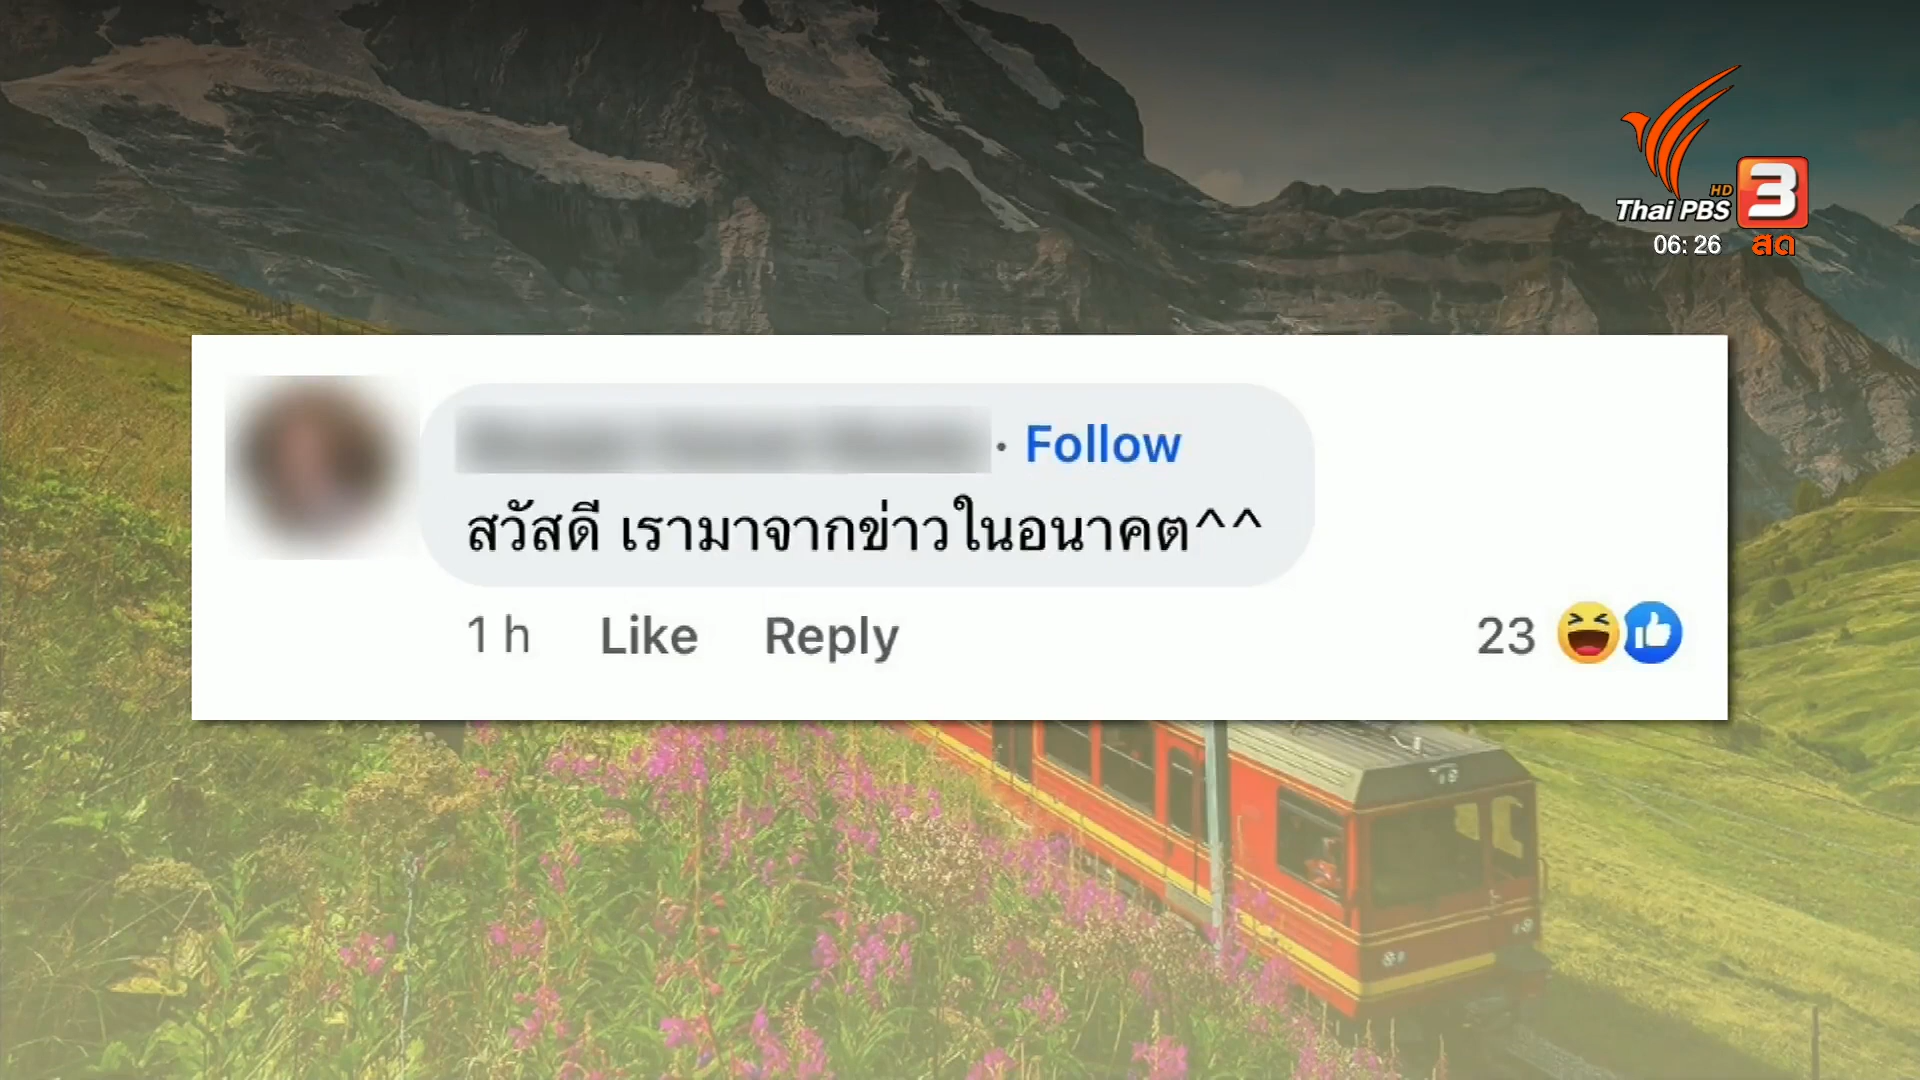 Thai PBS HD 3
06:26 สด
· Follow
สวัสดี เรามาจากข่าวในอนาคต^^
1 h Like Reply 23